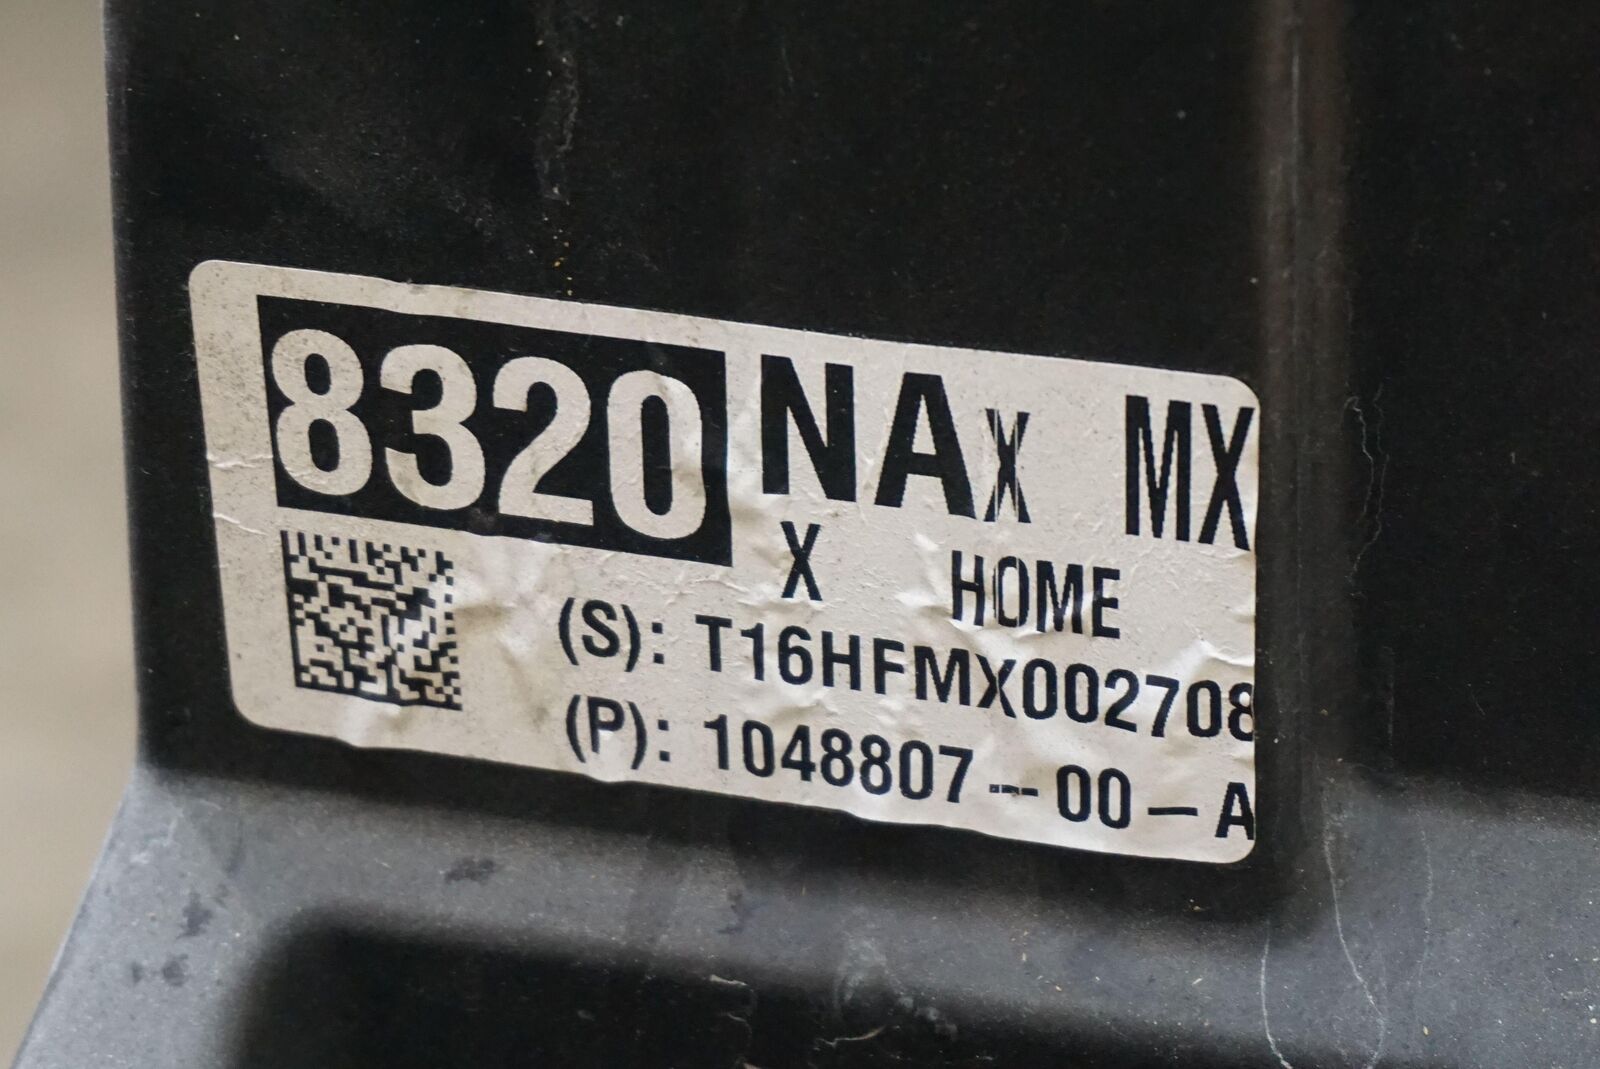 8320 NAX MX
X HOME
(S): T16HFMX002708
(P): 1048807-00-A